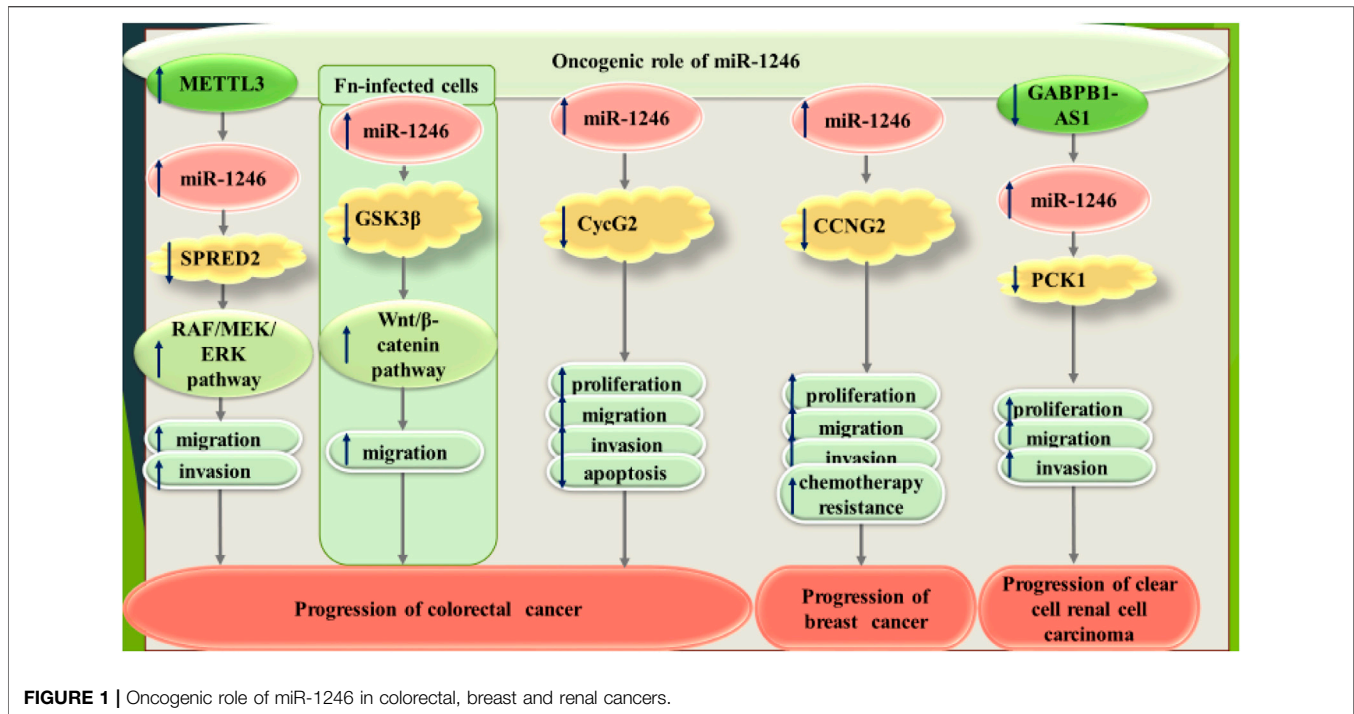 Oncogenic role of miR-1246
METTL3
miR-1246
SPRED2
RAF/MEK/
ERK
pathway
migration
invasion
Fn-infected cells
miR-1246
GSK3β
Wnt/β-
catenin
pathway
migration
miR-1246
CycG2
proliferation
migration
invasion
apoptosis
Progression of colorectal cancer
miR-1246
CCNG2
proliferation
migration
invasion
chemotherapy
resistance
Progression of
breast cancer
GABPB1-
AS1
miR-1246
PCK1
proliferation
migration
invasion
Progression of clear
cell renal cell
carcinoma
FIGURE 1 | Oncogenic role of miR-1246 in colorectal, breast and renal cancers.